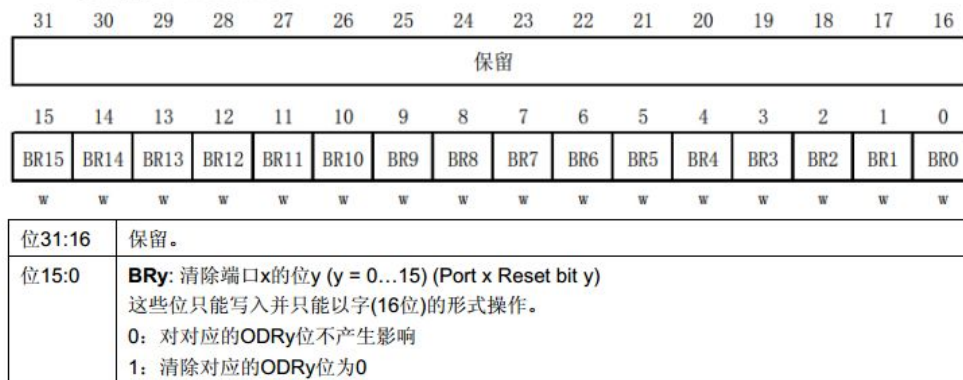 31 30 29 28 27 26 25 24 23 22 21 20 19 18 17 16
保留
15 14 13 12 11 10 9 8 7 6 5 4 3 2 1 0
BR15 BR14 BR13 BR12 BR11 BR10 BR9 BR8 BR7 BR6 BR5 BR4 BR3 BR2 BR1 BR0
w w w w w w w w w w w w w w w w
位31:16 保留。
位15:0 BRy: 清除端口x的位y (y = 0…15) (Port x Reset bit y)
这些位只能写入并只能以字(16位)的形式操作。
0：对对应的ODRy位不产生影响
1：清除对应的ODRy位为0